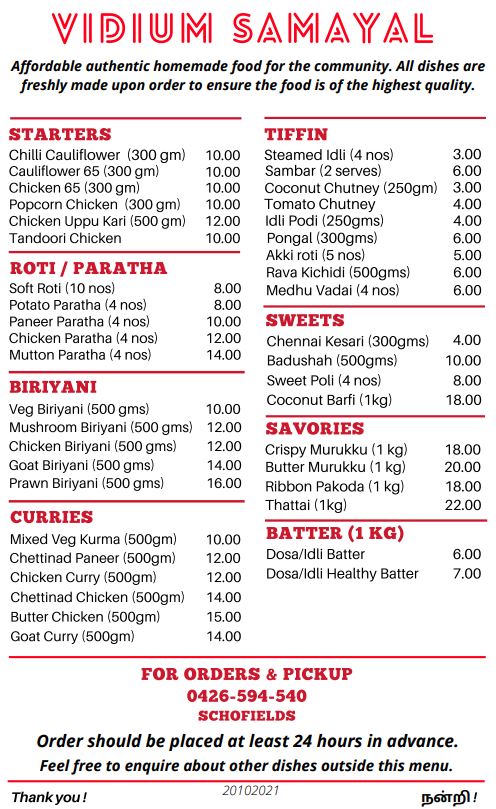 VIDIUM SAMAYAL
Affordable authentic homemade food for the community. All dishes are
freshly made upon order to ensure the food is of the highest quality.
STARTERS
Chilli Cauliflower (300 gm) 10.00
Cauliflower 65 (300 gm) 10.00
Chicken 65 (300 gm) 10.00
Popcorn Chicken (300 gm) 10.00
Chicken Uppu Kari (500 gm) 12.00
Tandoori Chicken 10.00
ROTI / PARATHA
Soft Roti (10 nos) 8.00
Potato Paratha (4 nos) 8.00
Paneer Paratha (4 nos) 10.00
Chicken Paratha (4 nos) 12.00
Mutton Paratha (4 nos) 14.00
BIRIYANI
Veg Biriyani (500 gms) 10.00
Mushroom Biriyani (500 gms) 12.00
Chicken Biriyani (500 gms) 12.00
Goat Biriyani (500 gms) 14.00
Prawn Biriyani (500 gms) 16.00
CURRIES
Mixed Veg Kurma (500gm) 10.00
Chettinad Paneer (500gm) 12.00
Chicken Curry (500gm) 12.00
Chettinad Chicken (500gm) 14.00
Butter Chicken (500gm) 15.00
Goat Curry (500gm) 14.00
TIFFIN
Steamed Idli (4 nos) 3.00
Sambar (2 serves) 6.00
Coconut Chutney (250gm) 3.00
Tomato Chutney 4.00
Idli Podi (250gms) 4.00
Pongal (300gms) 6.00
Akki roti (5 nos) 5.00
Rava Kichidi (500gms) 6.00
Medhu Vadai (4 nos) 6.00
SWEETS
Chennai Kesari (300gms) 4.00
Badushah (500gms) 10.00
Sweet Poli (4 nos) 8.00
Coconut Barfi (1kg) 18.00
SAVORIES
Crispy Murukku (1 kg) 18.00
Butter Murukku (1 kg) 20.00
Ribbon Pakoda (1 kg) 18.00
Thattai (1kg) 22.00
BATTER (1 KG)
Dosa/Idli Batter 6.00
Dosa/Idli Healthy Batter 7.00
FOR ORDERS & PICKUP
0426-594-540
SCHOFIELDS
Order should be placed at least 24 hours in advance.
Feel free to enquire about other dishes outside this menu.
Thank you ! 20102021 நன்றி !